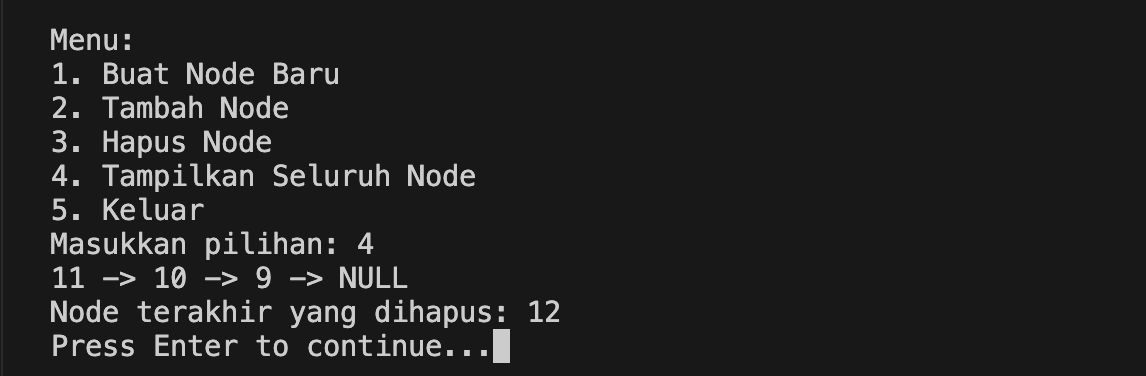 Menu:
1. Buat Node Baru
2. Tambah Node
3. Hapus Node
4. Tampilkan Seluruh Node
5. Keluar
Masukkan pilihan: 4
11 -> 10 -> 9 -> NULL
Node terakhir yang dihapus: 12
Press Enter to continue...